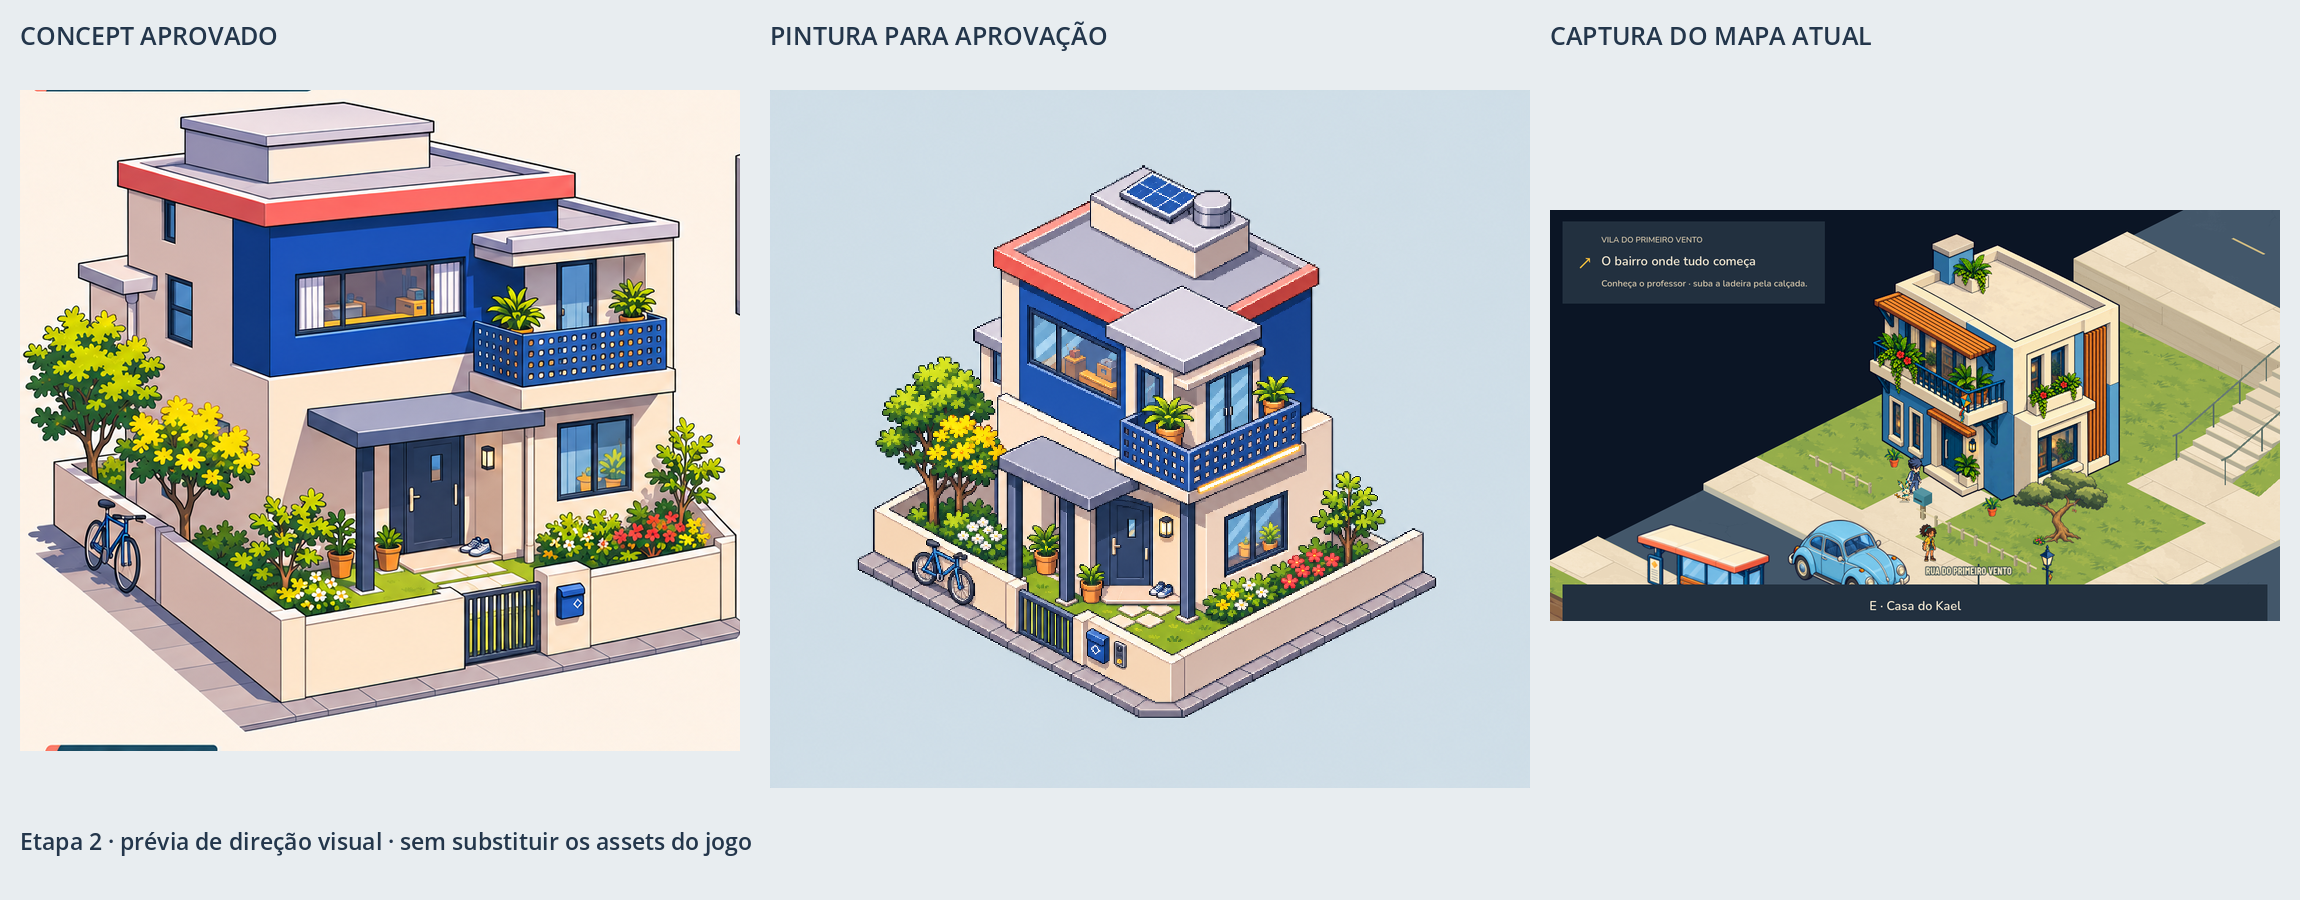 CONCEPT APROVADO
PINTURA PARA APROVAÇÃO
CAPTURA DO MAPA ATUAL
VILA DO PRIMEIRO VENTO
O bairro onde tudo começa
Conheça o professor · suba a ladeira pela calçada.
RUA DO PRIMEIRO VENTO
E · Casa do Kael
Etapa 2 · prévia de direção visual · sem substituir os assets do jogo